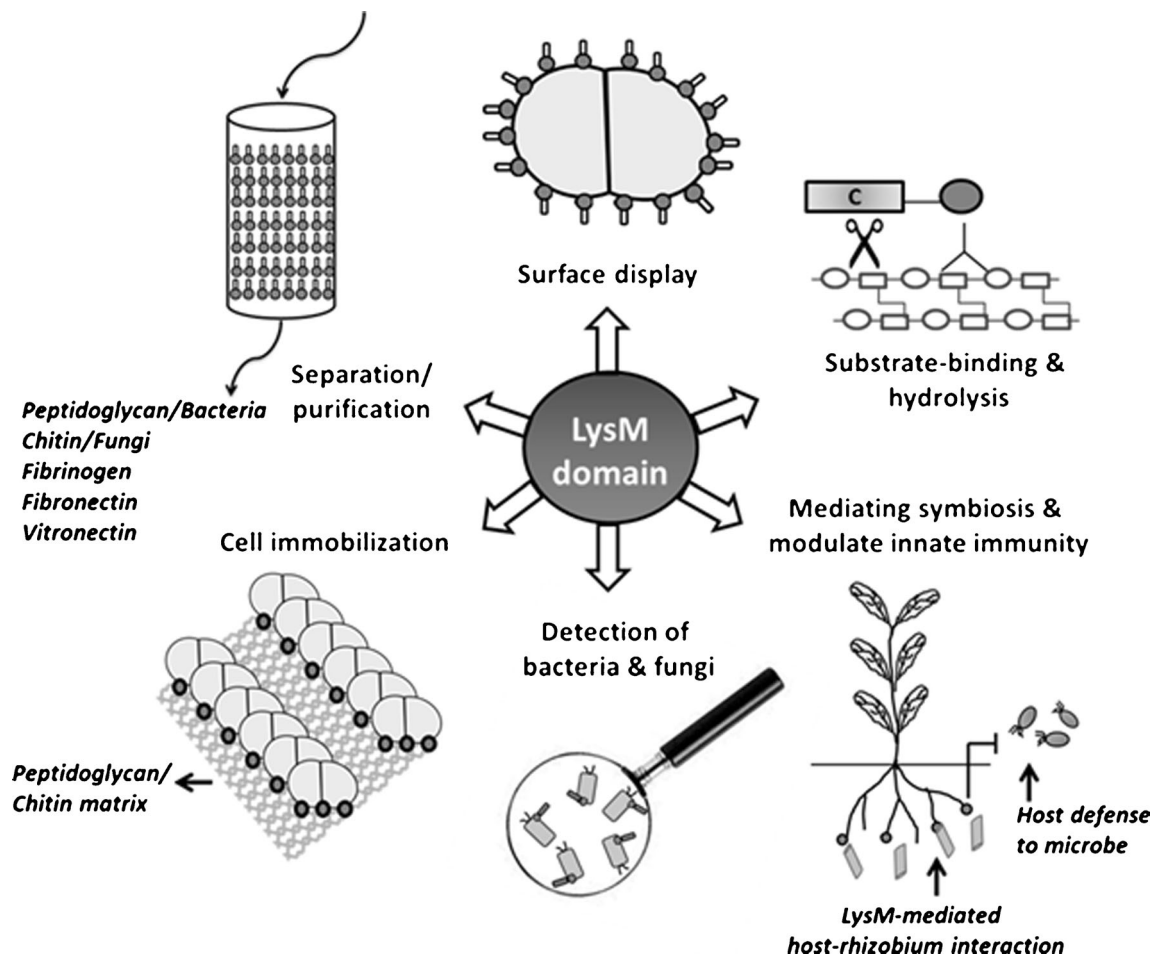 Surface display
C
Substrate-binding &
hydrolysis
Separation/
purification
Peptidoglycan/Bacteria
Chitin/Fungi
Fibrinogen
Fibronectin
Vitronectin
LysM
domain
Cell immobilization
Mediating symbiosis &
modulate innate immunity
Detection of
bacteria & fungi
Peptidoglycan/
Chitin matrix
Host defense
to microbe
LysM-mediated
host-rhizobium interaction